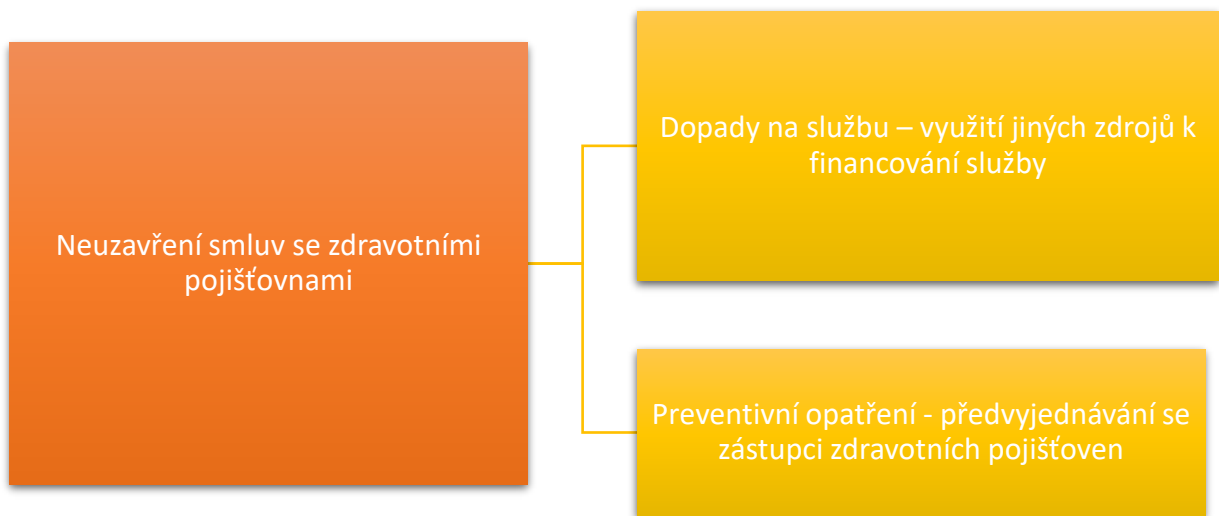 Neuzavření smluv se zdravotními
pojišťovnami
Dopady na službu – využití jiných zdrojů k
financování služby
Preventivní opatření - předvyjednávání se
zástupci zdravotních pojišťoven